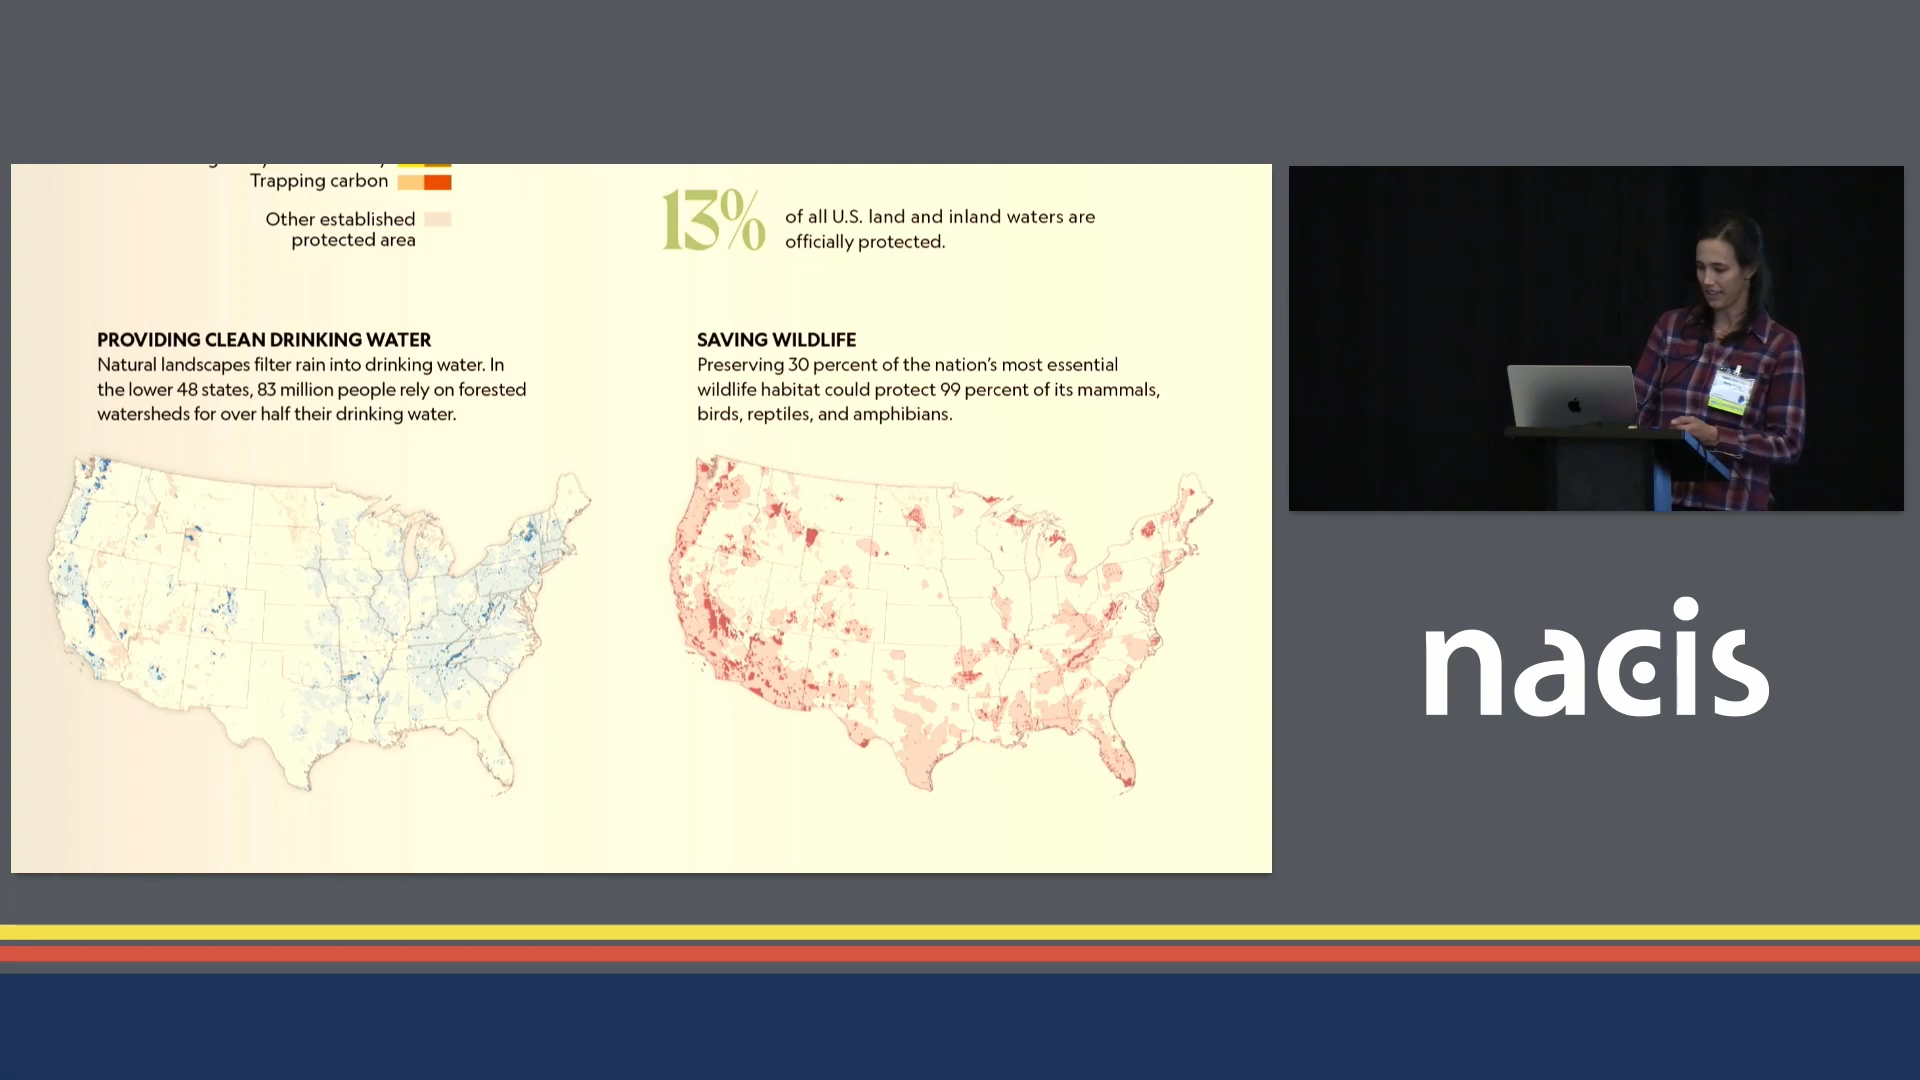 Trapping carbon
Other established
protected area
13%
of all U.S. land and inland waters are
officially protected.
PROVIDING CLEAN DRINKING WATER
Natural landscapes filter rain into drinking water. In
the lower 48 states, 83 million people rely on forested
watersheds for over half their drinking water.
SAVING WILDLIFE
Preserving 30 percent of the nation’s most essential
wildlife habitat could protect 99 percent of its mammals,
birds, reptiles, and amphibians.
nacis